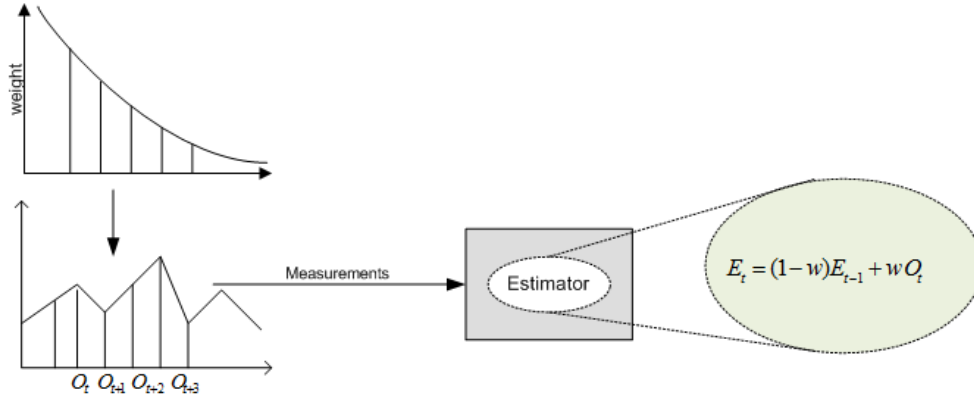 weight
Measurements
Estimator
E_t = (1-w)E_{t-1} + wO_t
O_t O_{t+1} O_{t+2} O_{t+3}